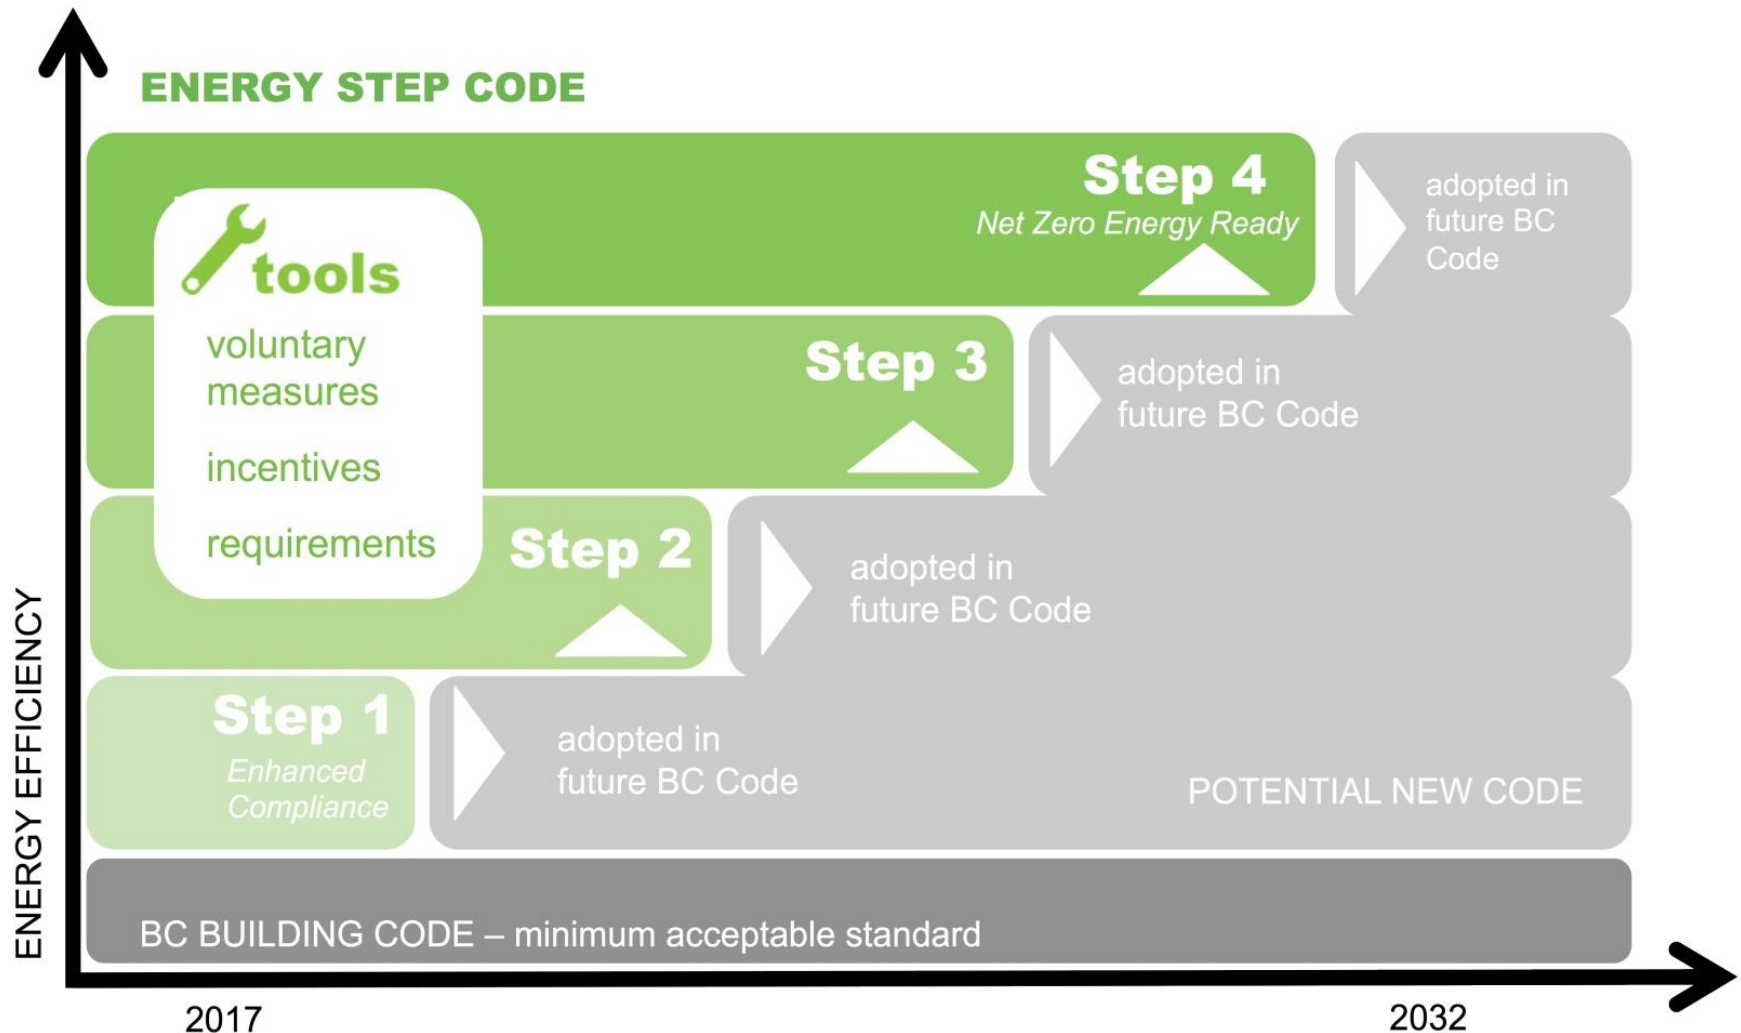 ENERGY STEP CODE
Step 4
Net Zero Energy Ready
adopted in
future BC
Code
tools
voluntary
measures
incentives
requirements
Step 3
adopted in
future BC Code
Step 2
adopted in
future BC Code
Step 1
Enhanced
Compliance
adopted in
future BC Code
POTENTIAL NEW CODE
BC BUILDING CODE – minimum acceptable standard
ENERGY EFFICIENCY
2017
2032